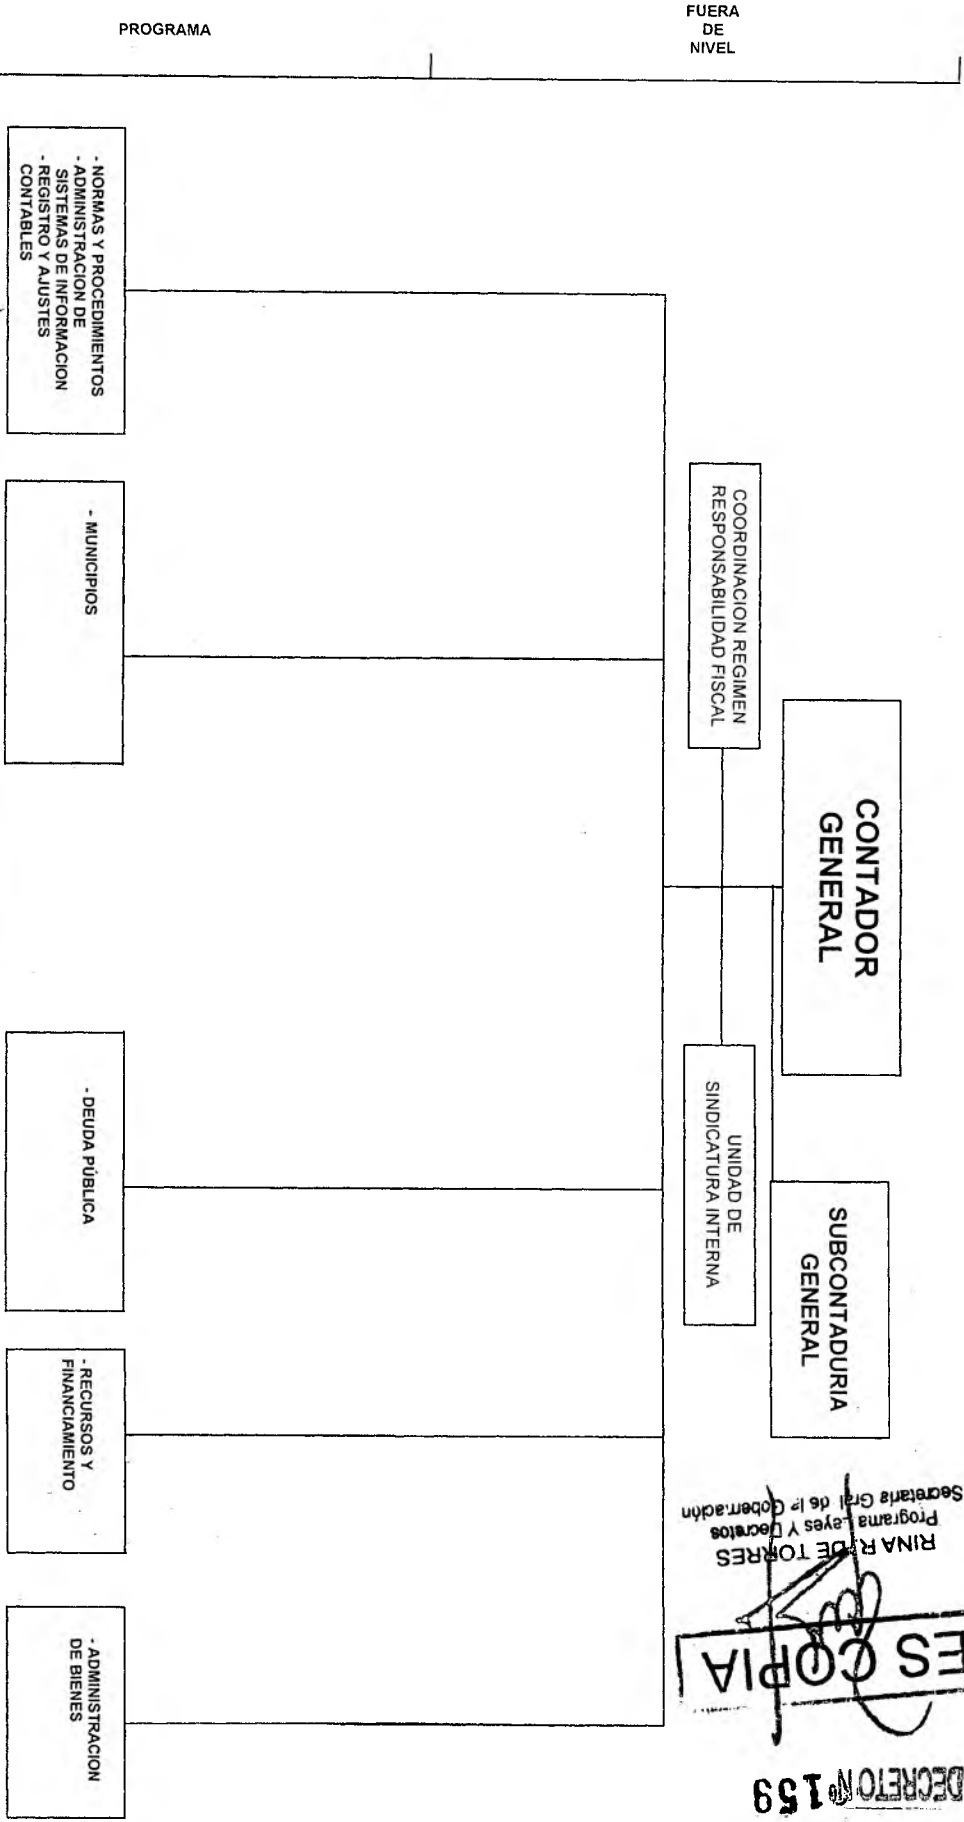 DECRETO Nº 159
ES COPIA
RINA R. DE TORRES
Programa Leyes Y Decretos
Secretaria Gral de la Gobernación
FUERA
DE
NIVEL
CONTADOR
GENERAL
SUBCONTADURIA
GENERAL
COORDINACION REGIMEN
RESPONSABILIDAD FISCAL
UNIDAD DE
SINDICATURA INTERNA
PROGRAMA
- NORMAS Y PROCEDIMIENTOS
- ADMINISTRACION DE
SISTEMAS DE INFORMACION
- REGISTRO Y AJUSTES
CONTABLES
- MUNICIPIOS
- DEUDA PÚBLICA
- RECURSOS Y
FINANCIAMIENTO
- ADMINISTRACION
DE BIENES